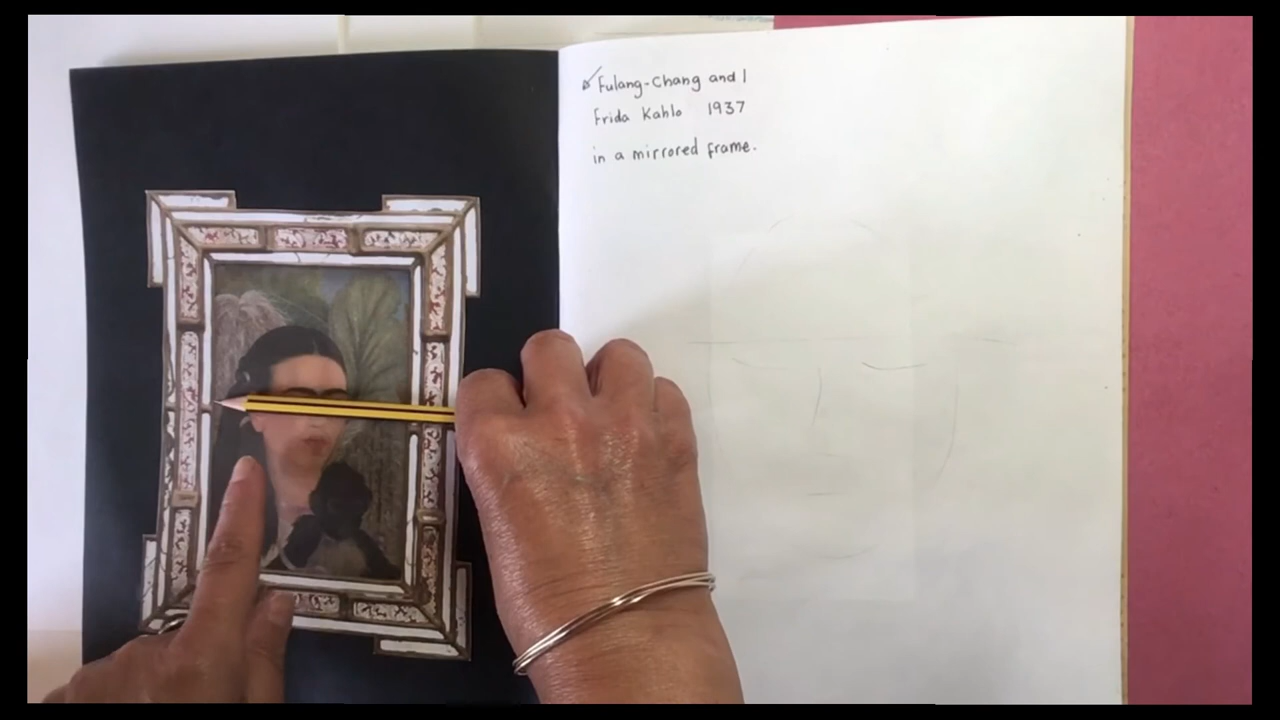 Fulang-Chang and I
Frida Kahlo 1937
in a mirrored frame.